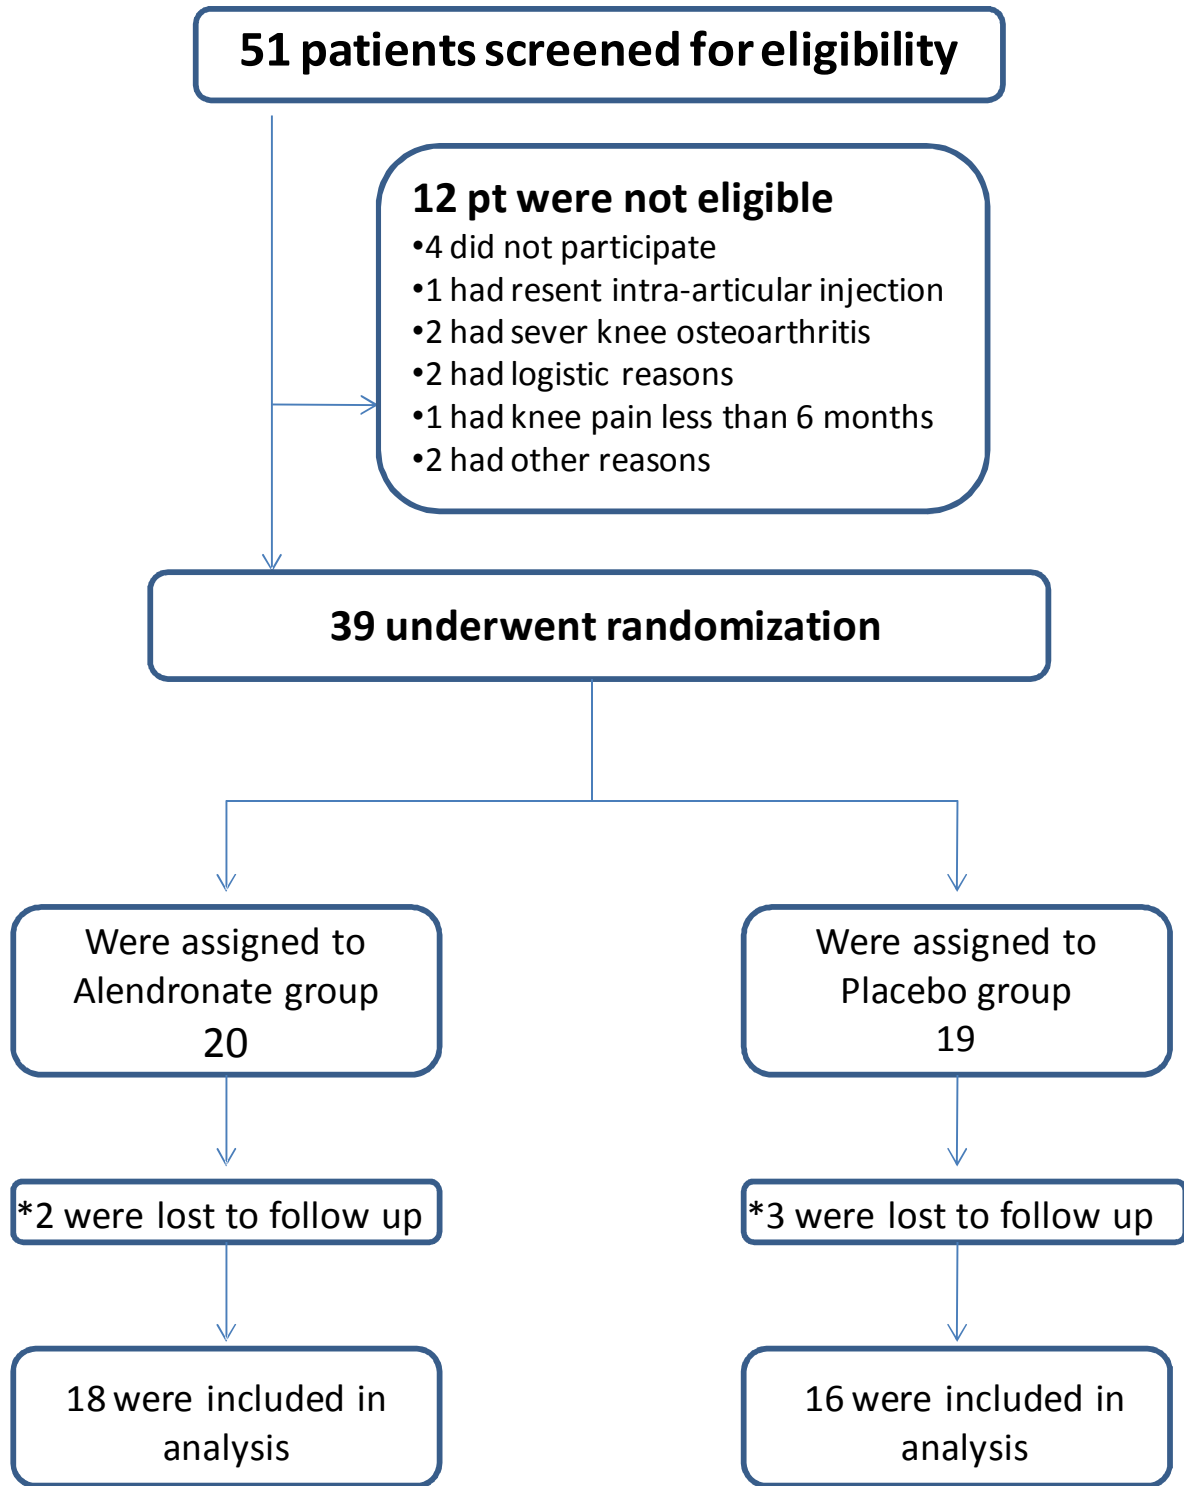 51 patients screened for eligibility
12 pt were not eligible
•4 did not participate
•1 had resent intra-articular injection
•2 had sever knee osteoarthritis
•2 had logistic reasons
•1 had knee pain less than 6 months
•2 had other reasons
39 underwent randomization
Were assigned to
Alendronate group
20
Were assigned to
Placebo group
19
*2 were lost to follow up
*3 were lost to follow up
18 were included in
analysis
16 were included in
analysis